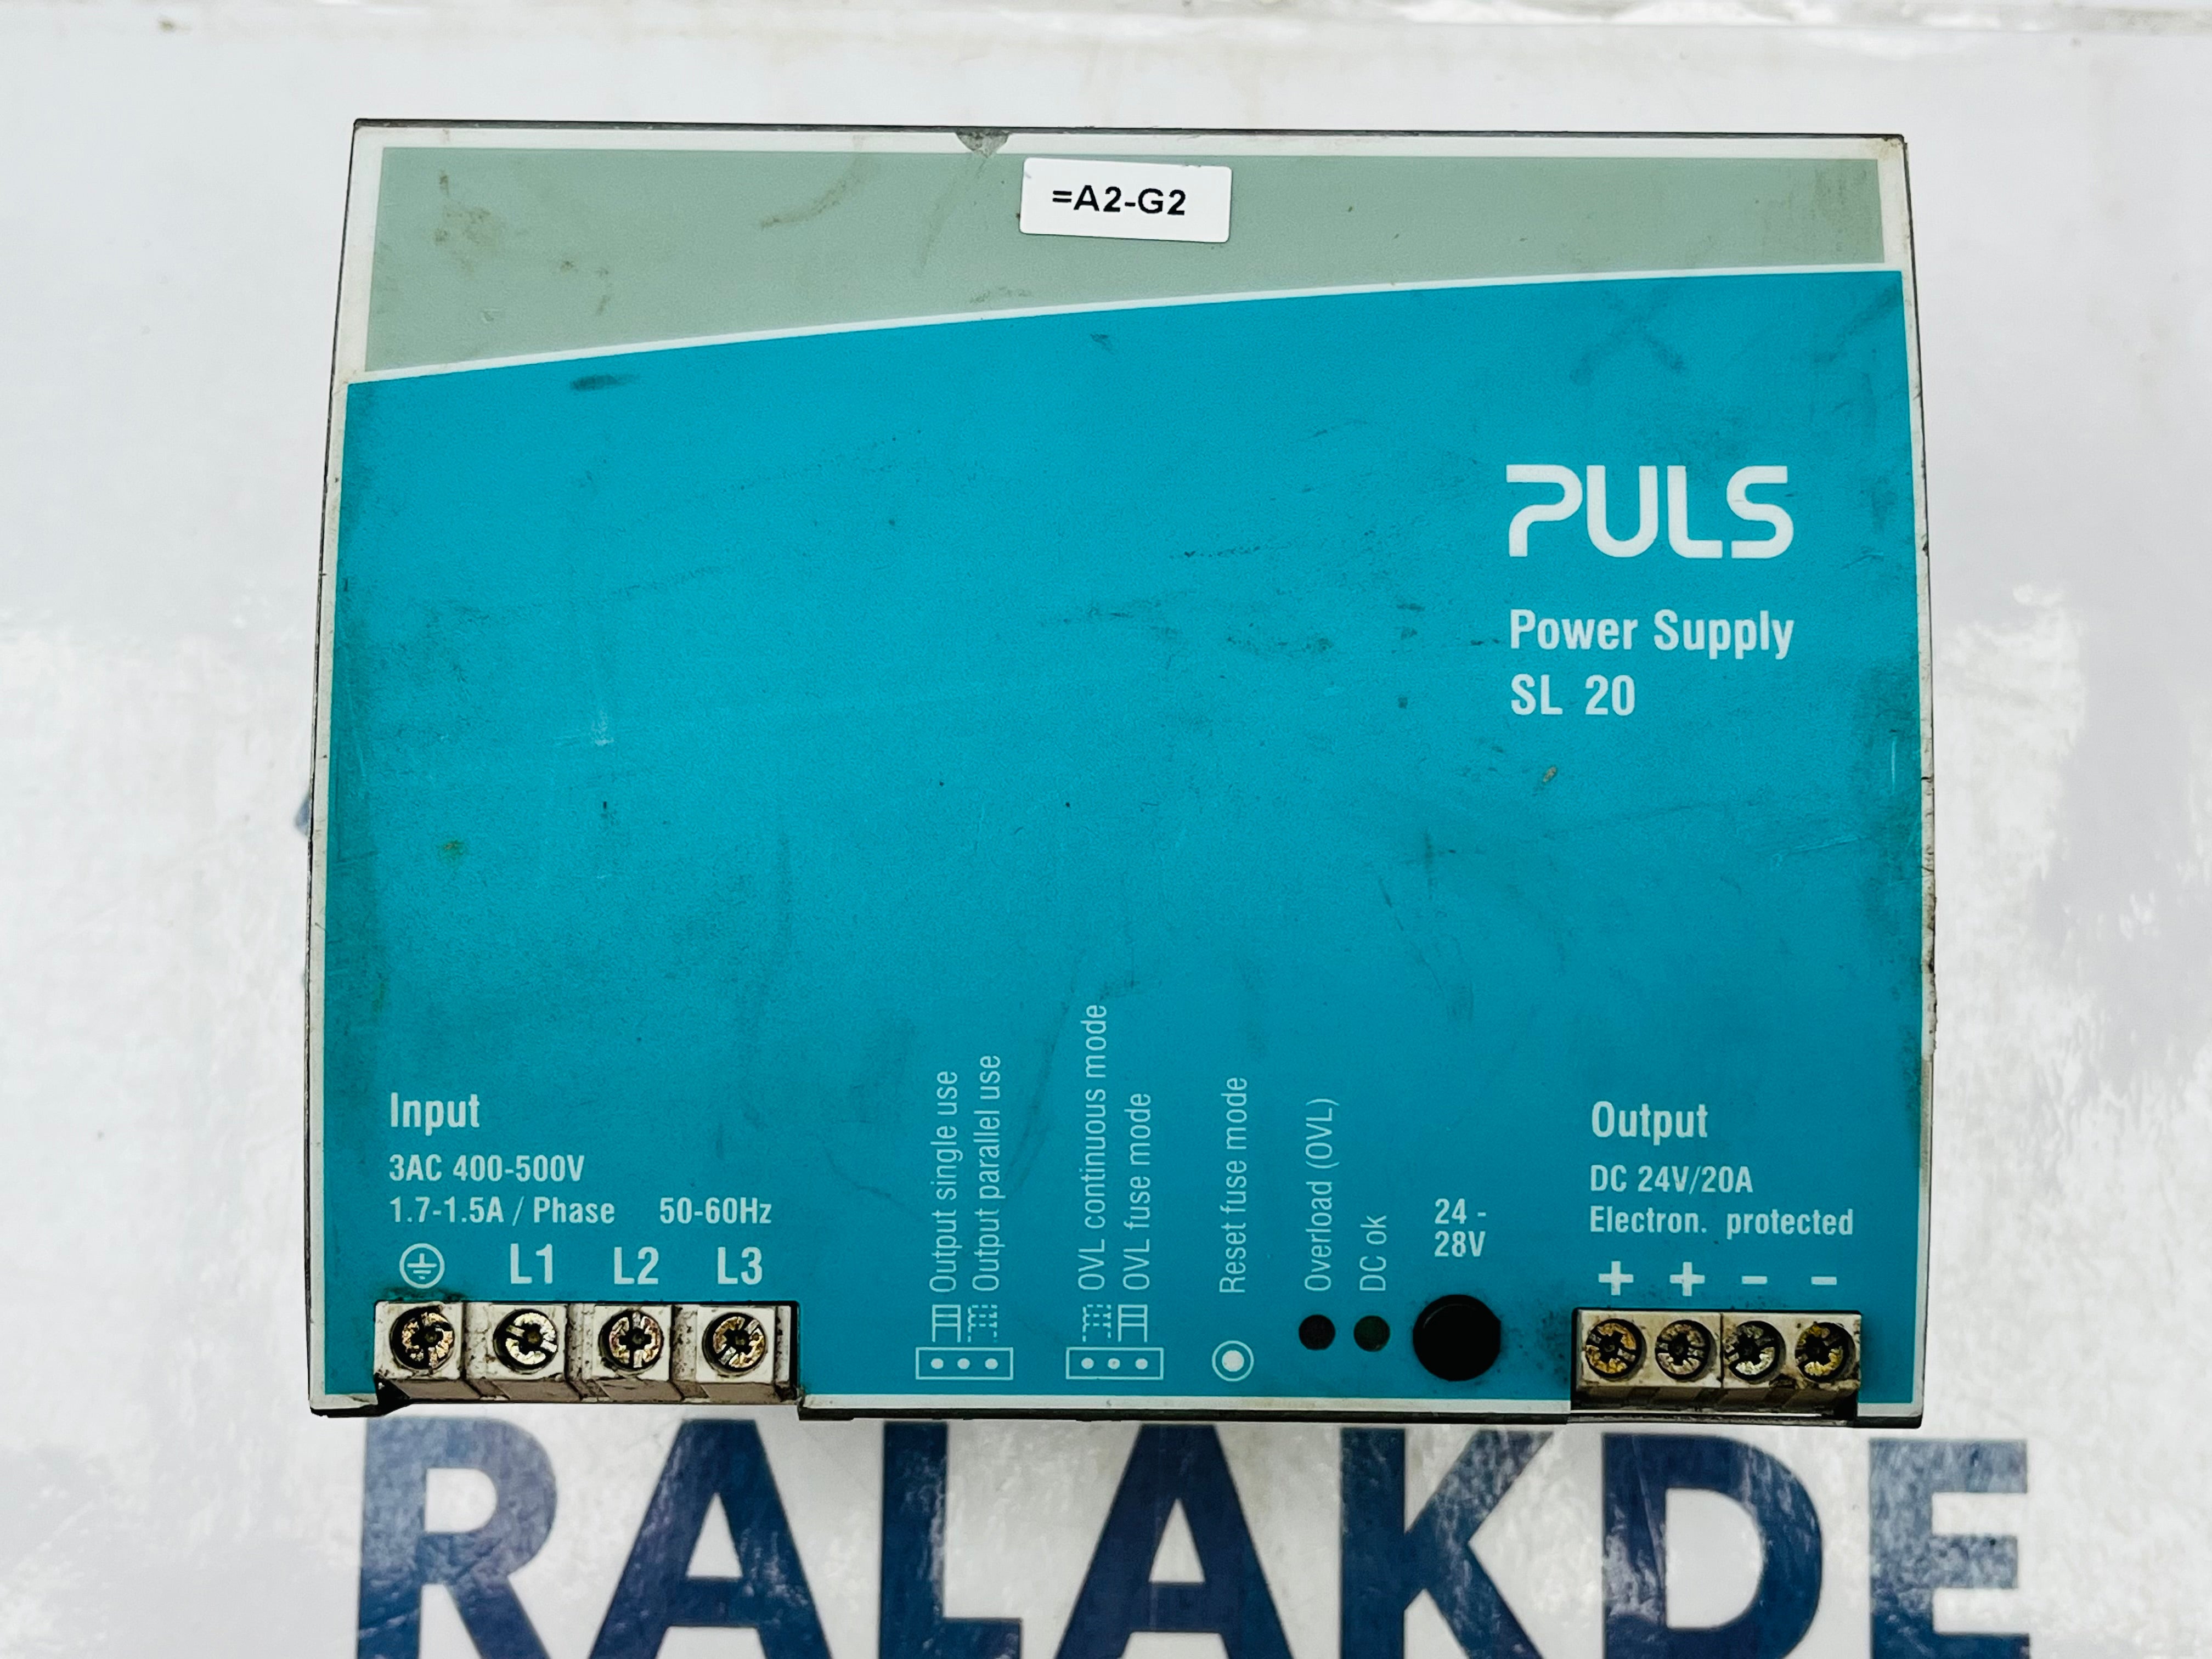 =A2-G2
PULS
Power Supply
SL 20
Input
3AC 400-500V
1.7-1.5A / Phase 50-60Hz
L1 L2 L3
Output single use
Output parallel use
OVL continuous mode
OVL fuse mode
Reset fuse mode
Overload (OVL)
DC ok
24 -
28V
Output
DC 24V/20A
Electron. protected
+ + - -
RALAKDE